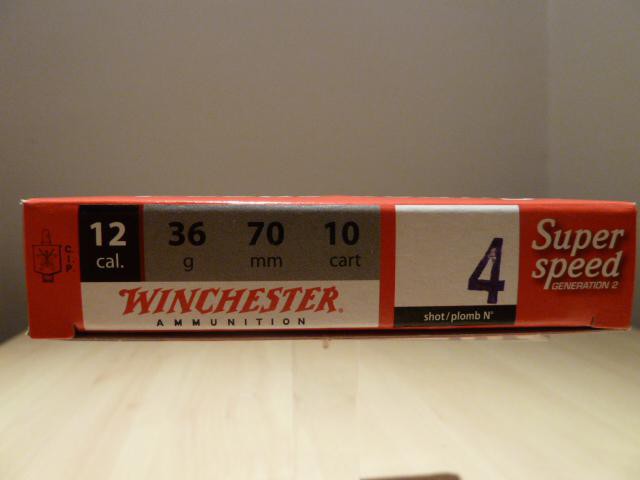 C.I.P.
12
cal.
36
g
70
mm
10
cart
WINCHESTER®
AMMUNITION
4
shot/plomb N°
Super
speed
GENERATION 2